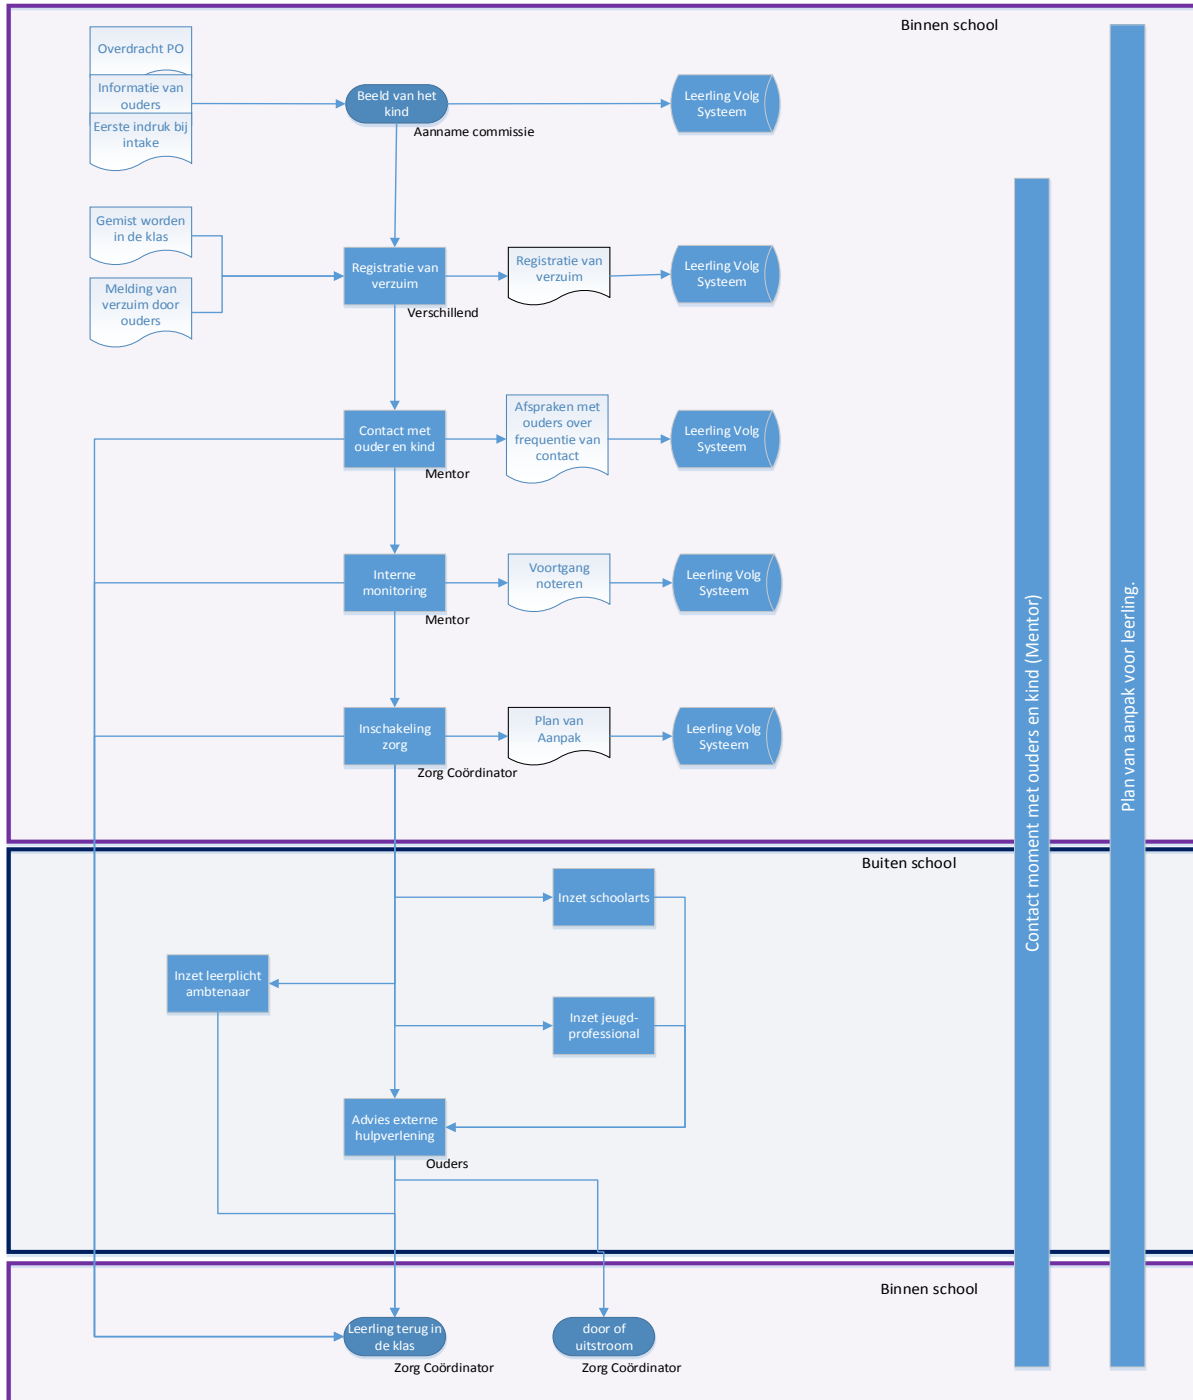 Binnen school
Overdracht PO
Informatie van
ouders
Eerste indruk bij
intake
Beeld van het
kind
Aanname commissie
Leerling Volg
Systeem
Gemist worden
in de klas
Melding van
verzuim door
ouders
Registratie van
verzuim
Verschillend
Registratie van
verzuim
Leerling Volg
Systeem
Contact met
ouder en kind
Mentor
Afspraken met
ouders over
frequentie van
contact
Leerling Volg
Systeem
Interne
monitoring
Mentor
Voortgang
noteren
Leerling Volg
Systeem
Inschakeling
zorg
Zorg Coördinator
Plan van
Aanpak
Leerling Volg
Systeem
Contact moment met ouders en kind (Mentor)
Plan van aanpak voor leerling.
Buiten school
Inzet schoolarts
Inzet leerplicht
ambtenaar
Inzet jeugd-
professional
Advies externe
hulpverlening
Ouders
Binnen school
Leerling terug in
de klas
Zorg Coördinator
door of
uitstroom
Zorg Coördinator